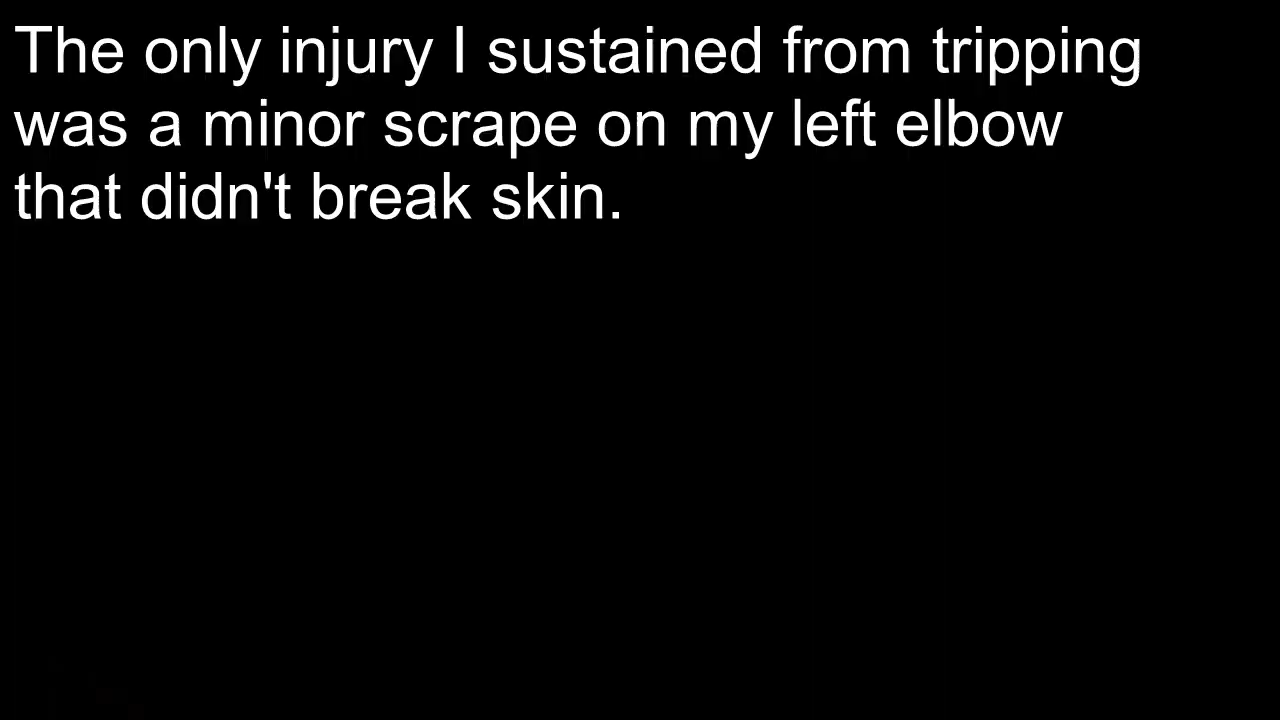 The only injury I sustained from tripping
was a minor scrape on my left elbow
that didn't break skin.